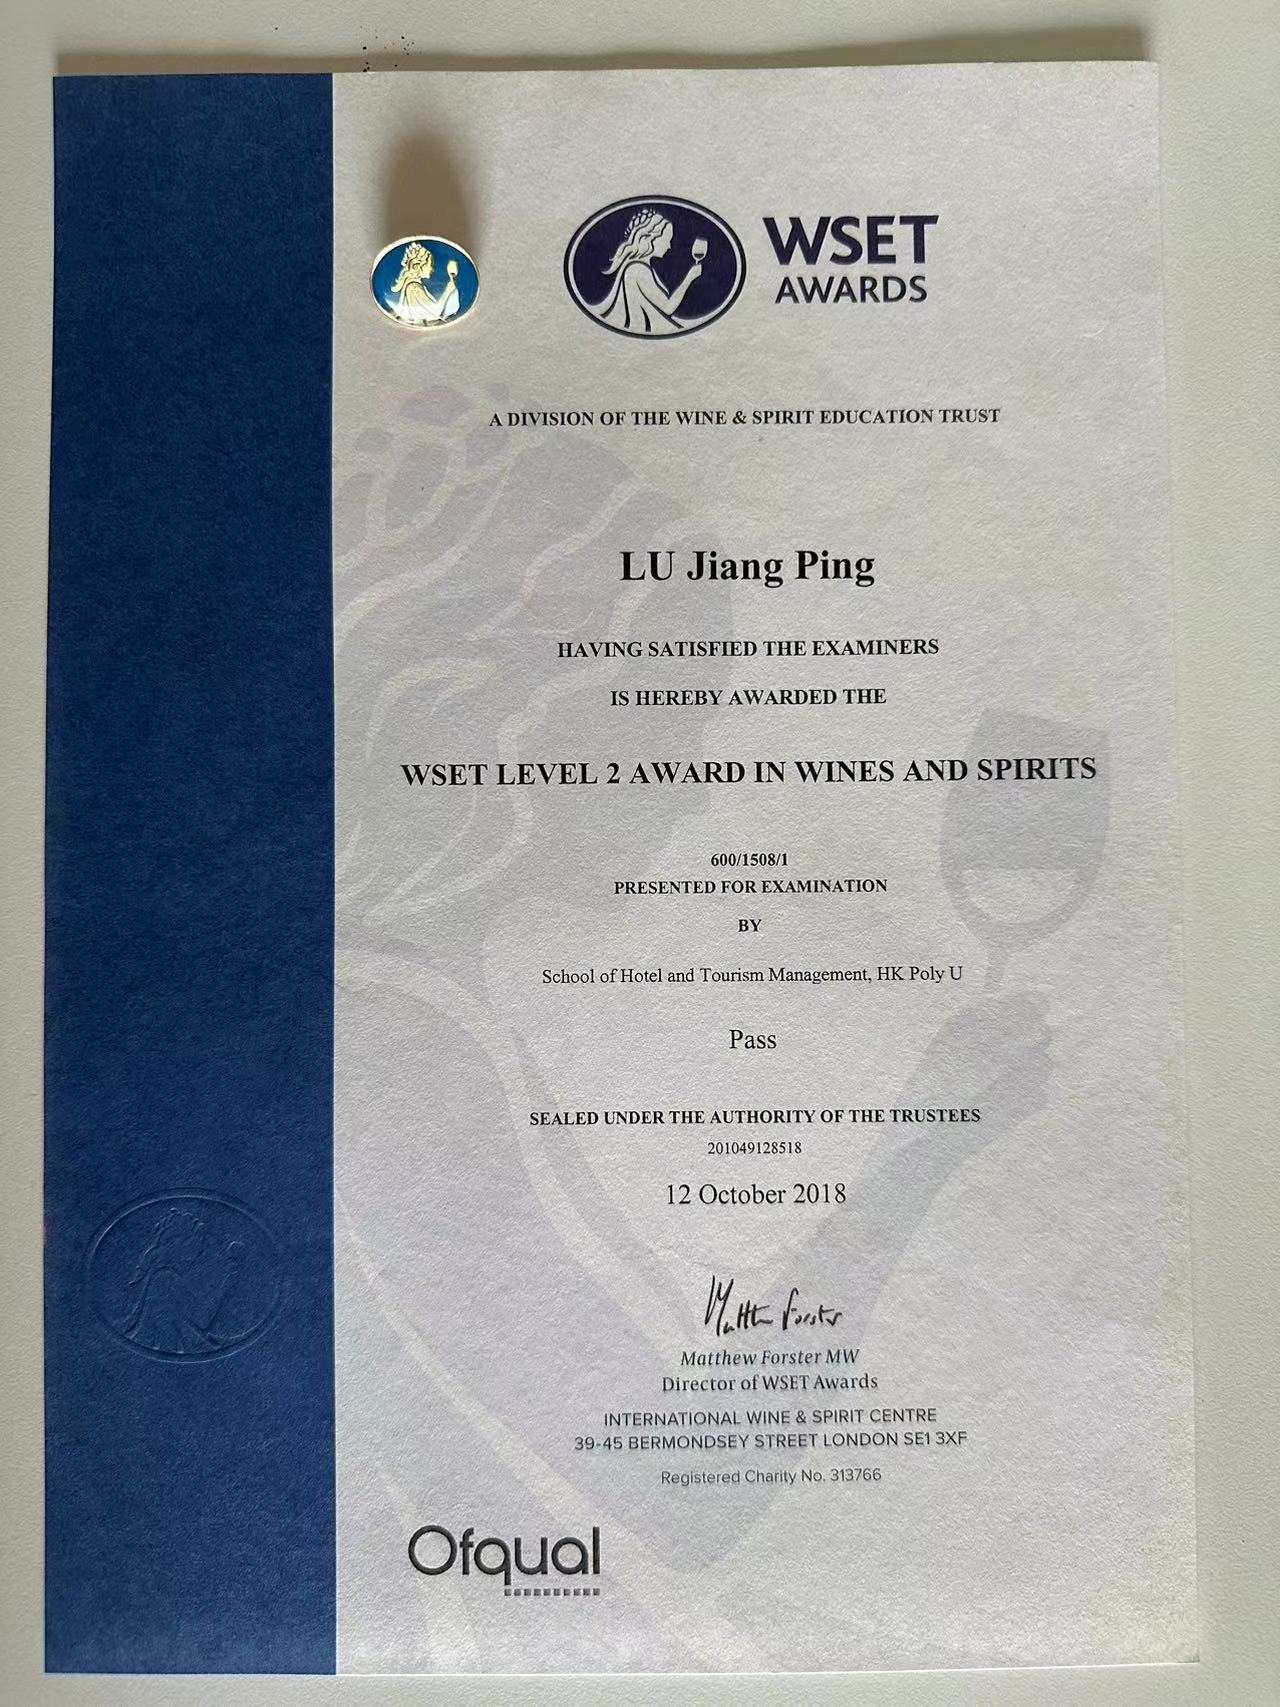 WSET
AWARDS
A DIVISION OF THE WINE & SPIRIT EDUCATION TRUST
LU Jiang Ping
HAVING SATISFIED THE EXAMINERS
IS HEREBY AWARDED THE
WSET LEVEL 2 AWARD IN WINES AND SPIRITS
600/1508/1
PRESENTED FOR EXAMINATION
BY
School of Hotel and Tourism Management, HK Poly U
Pass
SEALED UNDER THE AUTHORITY OF THE TRUSTEES
201049128518
12 October 2018
Matthew Forster
Matthew Forster MW
Director of WSET Awards
INTERNATIONAL WINE & SPIRIT CENTRE
39-45 BERMONDSEY STREET LONDON SE1 3XF
Registered Charity No. 313766
Ofqual